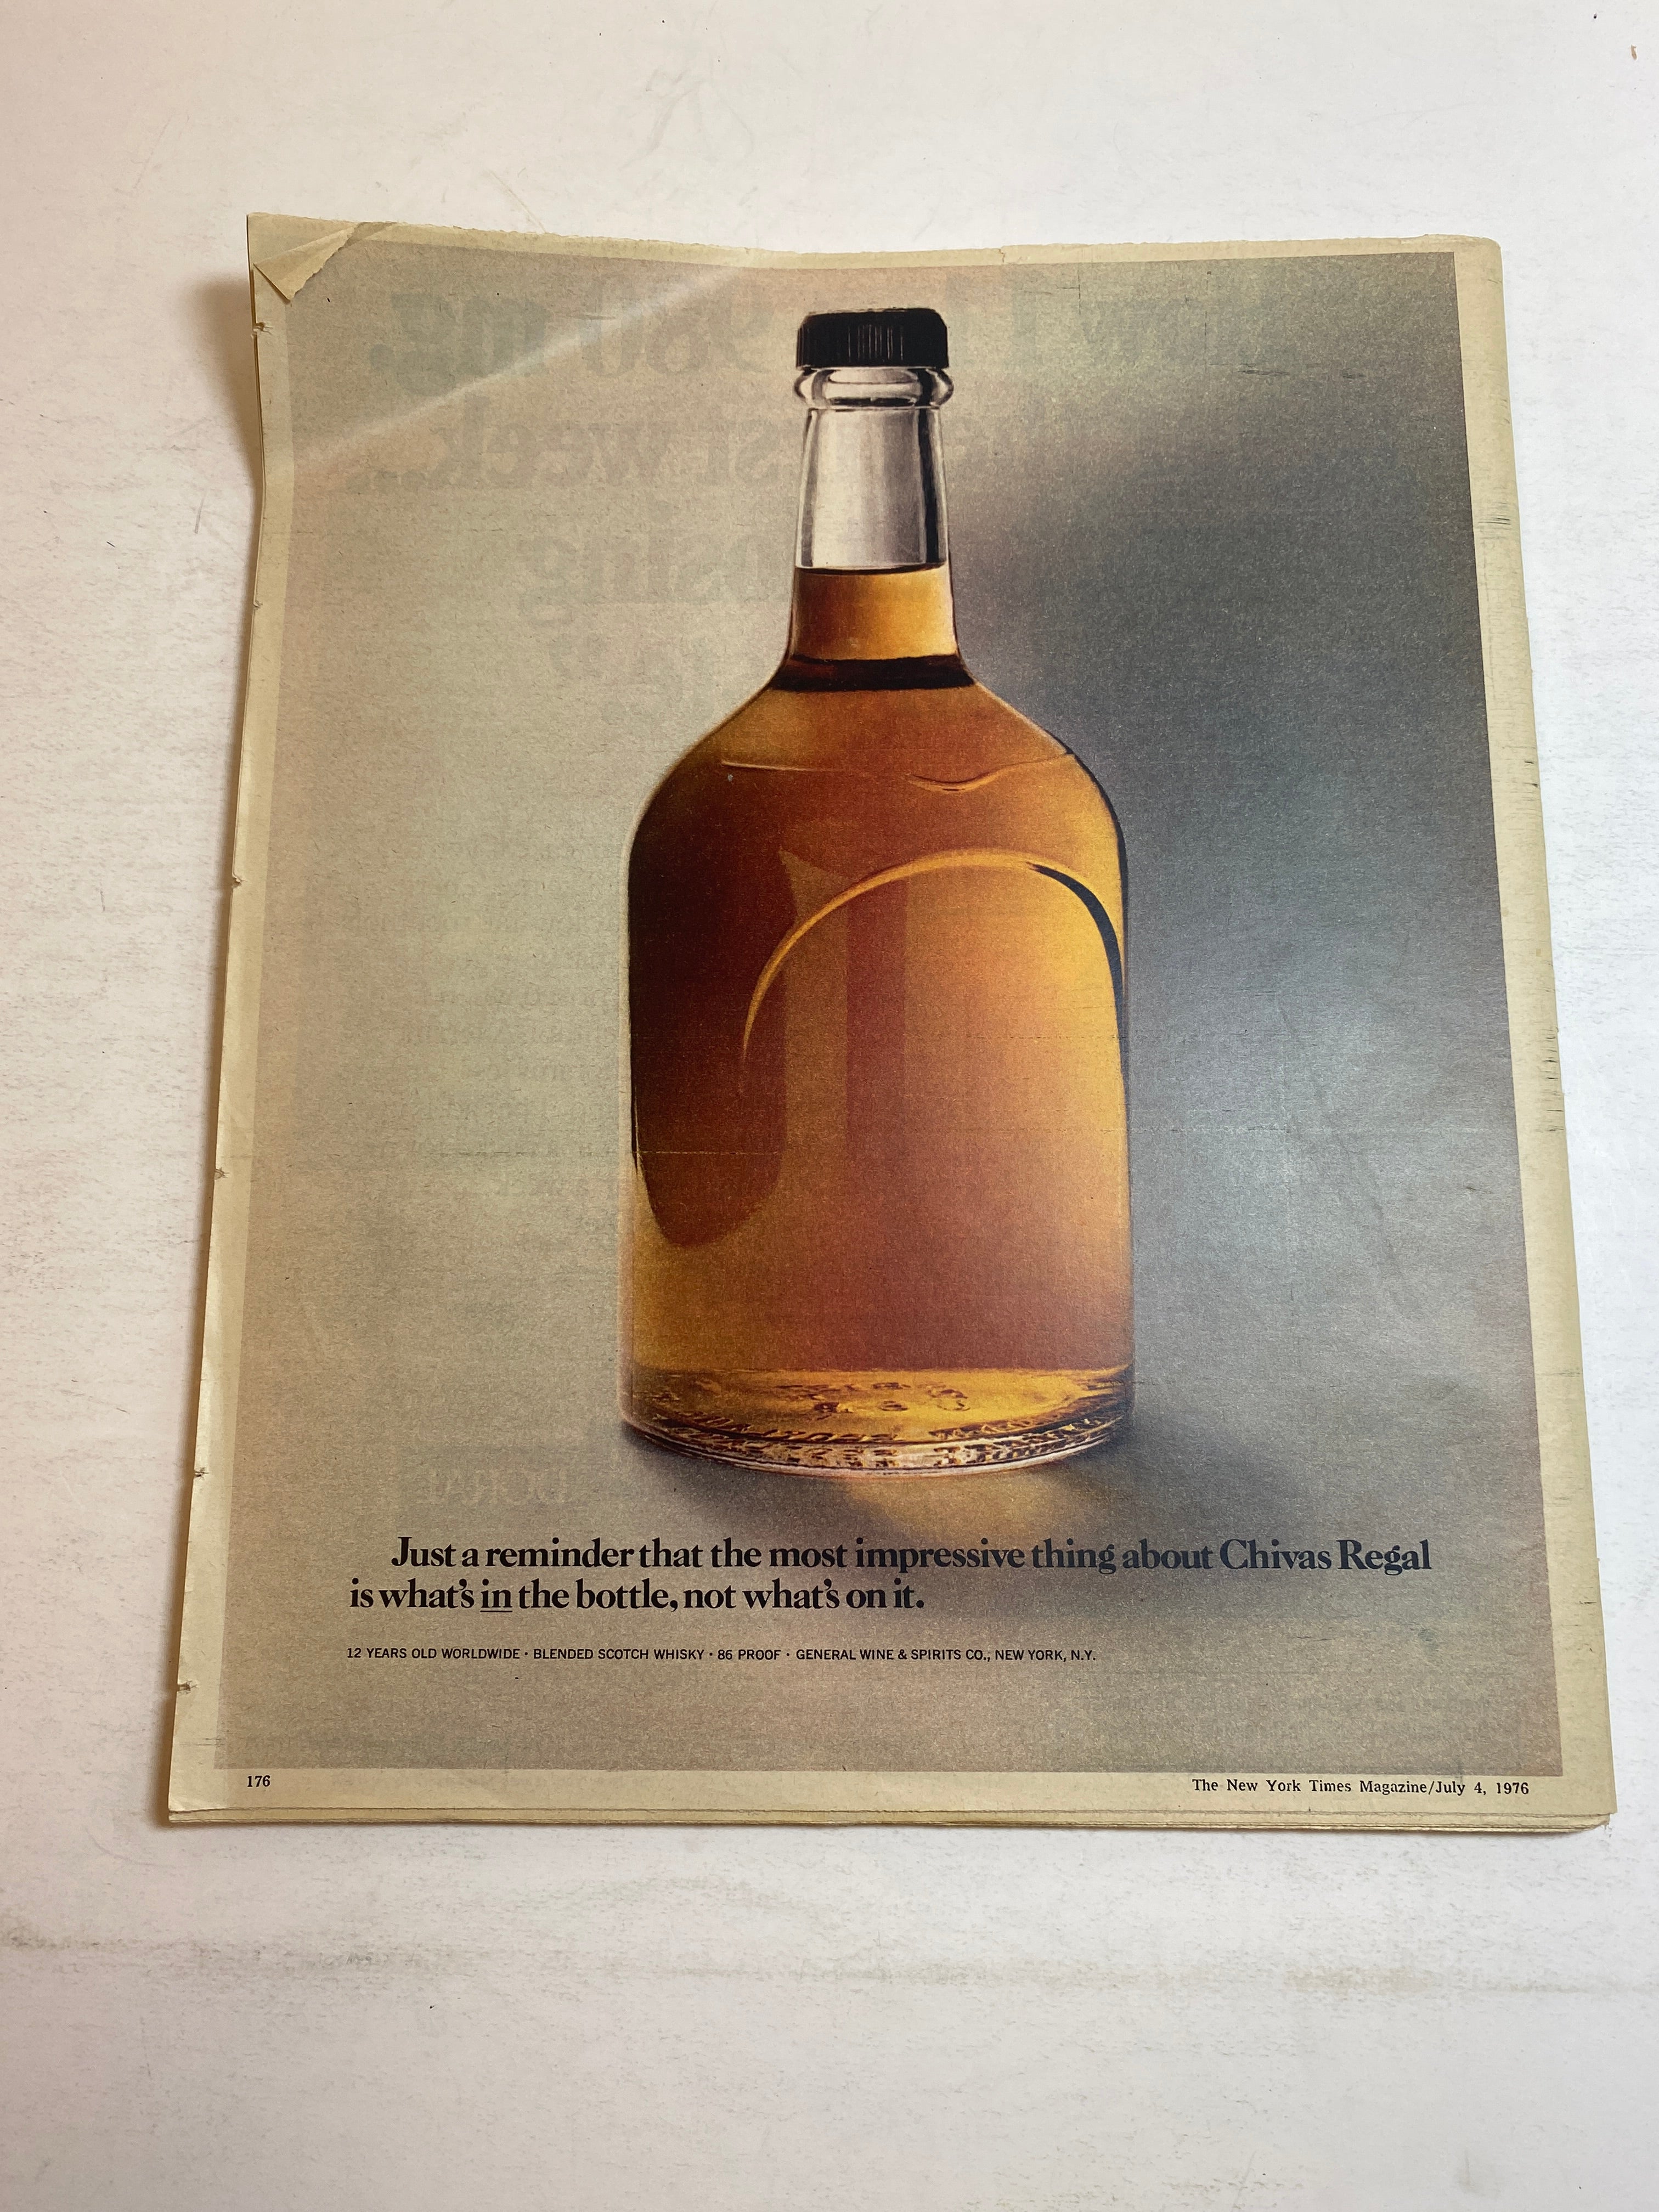 Just a reminder that the most impressive thing about Chivas Regal
is what's in the bottle, not what's on it.
12 YEARS OLD WORLDWIDE • BLENDED SCOTCH WHISKY • 86 PROOF • GENERAL WINE & SPIRITS CO., NEW YORK, N.Y.
176
The New York Times Magazine/July 4, 1976